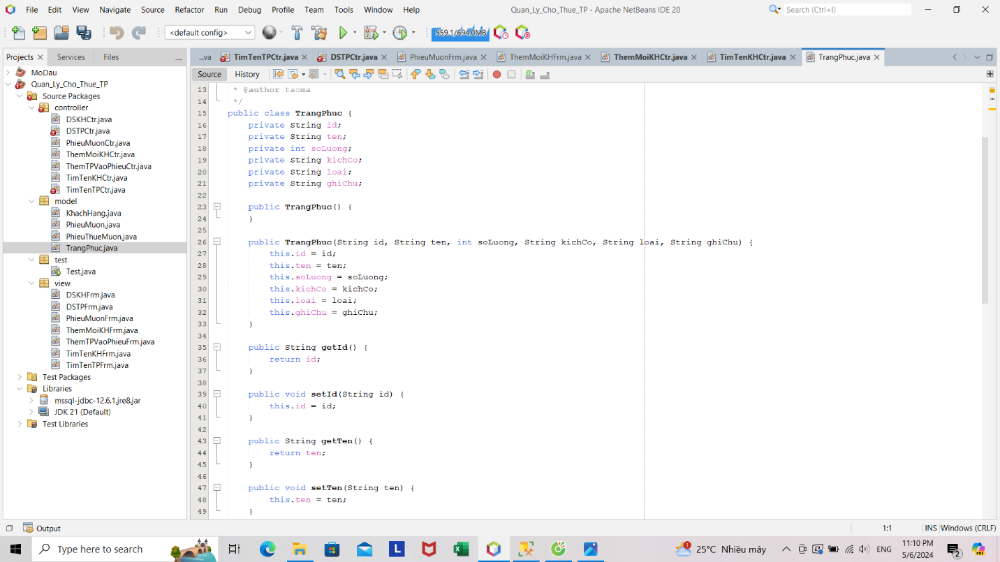 File Edit View Navigate Source Refactor Run Debug Profile Team Tools Window Help
Quan_Ly_Cho_Thue_TP - Apache NetBeans IDE 20
Search (Ctrl+I)
<default config>
559.1/694.0MB
Projects
Services
Files
...va
TimTenTPCtr.java
DSTPCtr.java
PhieuMuonFrm.java
ThemMoiKHFrm.java
ThemMoiKHCtr.java
TimTenKHCtr.java
TrangPhuc.java
Source
History
MoDau
Quan_Ly_Cho_Thue_TP
Source Packages
controller
DSKHCtr.java
DSTPCtr.java
PhieuMuonCtr.java
ThemMoiKHCtr.java
ThemTPVaoPhieuCtr.java
TimTenKHCtr.java
TimTenTPCtr.java
model
KhachHang.java
PhieuMuon.java
PhieuThueMuon.java
TrangPhuc.java
test
Test.java
view
DSKHFrm.java
DSTPFrm.java
PhieuMuonFrm.java
ThemMoiKHFrm.java
ThemTPVaoPhieuFrm.java
TimTenKHFrm.java
TimTenTPFrm.java
Test Packages
Libraries
mssql-jdbc-12.6.1.jre8.jar
JDK 21 (Default)
Test Libraries
13 * @author taoma
14 */
15 public class TrangPhuc {
16 private String id;
17 private String ten;
18 private int soLuong;
19 private String kichCo;
20 private String loai;
21 private String ghiChu;
22
23 public TrangPhuc() {
24 }
25
26 public TrangPhuc(String id, String ten, int soLuong, String kichCo, String loai, String ghiChu) {
27 this.id = id;
28 this.ten = ten;
29 this.soLuong = soLuong;
30 this.kichCo = kichCo;
31 this.loai = loai;
32 this.ghiChu = ghiChu;
33 }
34
35 public String getId() {
36 return id;
37 }
38
39 public void setId(String id) {
40 this.id = id;
41 }
42
43 public String getTen() {
44 return ten;
45 }
46
47 public void setTen(String ten) {
48 this.ten = ten;
49 }
Output
1:1
INS
Windows (CRLF)
Type here to search
L
1
25°C Nhiều mây
ENG
11:10 PM
5/6/2024
2
PRE